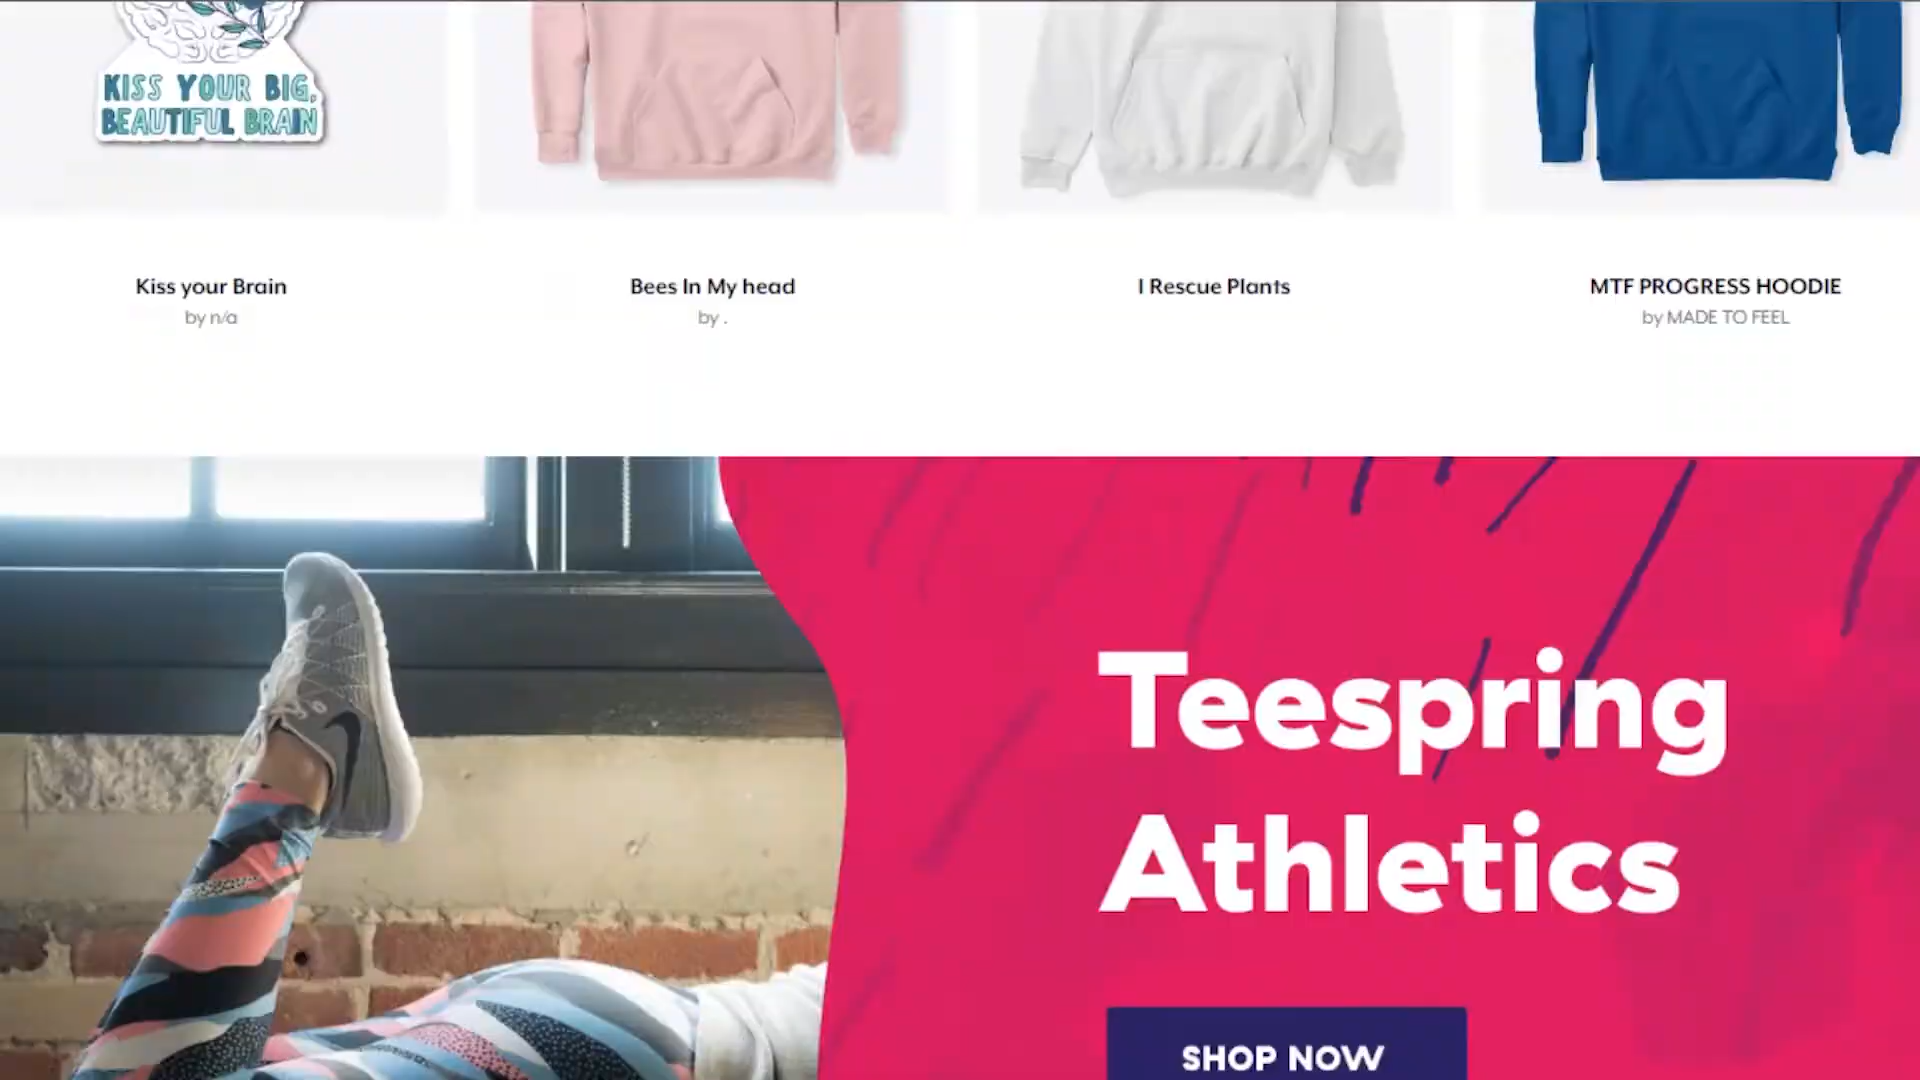 KISS YOUR BIG,
BEAUTIFUL BRAIN
Kiss your Brain
by n/a
Bees In My head
by .
I Rescue Plants
MTF PROGRESS HOODIE
by MADE TO FEEL
Teespring
Athletics
SHOP NOW